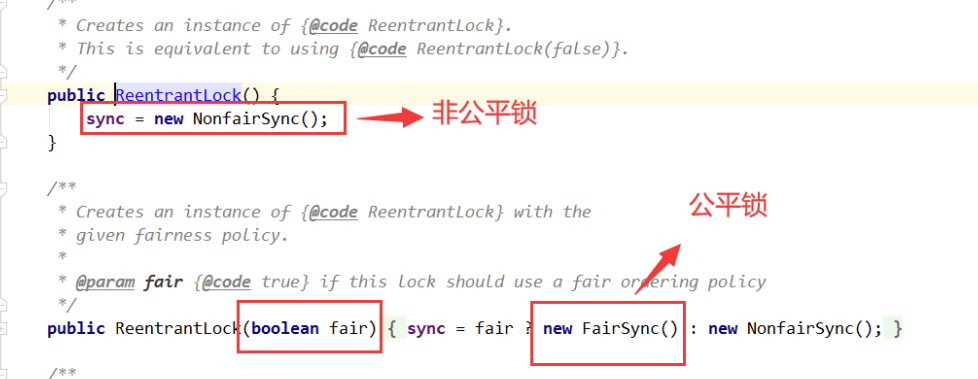 /**
* Creates an instance of {@code ReentrantLock}.
* This is equivalent to using {@code ReentrantLock(false)}.
*/
public ReentrantLock() {
sync = new NonfairSync();
非公平锁
}
/**
* Creates an instance of {@code ReentrantLock} with the
* given fairness policy.
公平锁
*
* @param fair {@code true} if this lock should use a fair ordering policy
*/
public ReentrantLock(boolean fair) { sync = fair ? new FairSync() : new NonfairSync(); }
/**